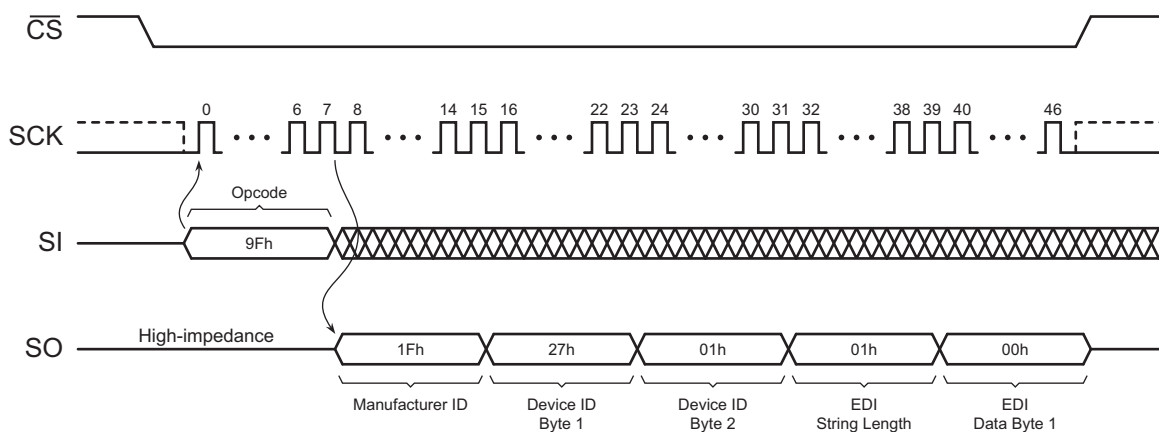 CS
0 6 7 8 14 15 16 22 23 24 30 31 32 38 39 40 46
SCK
Opcode
SI
9Fh
High-impedance
SO
1Fh 27h 01h 01h 00h
Manufacturer ID
Device ID
Byte 1
Device ID
Byte 2
EDI
String Length
EDI
Data Byte 1